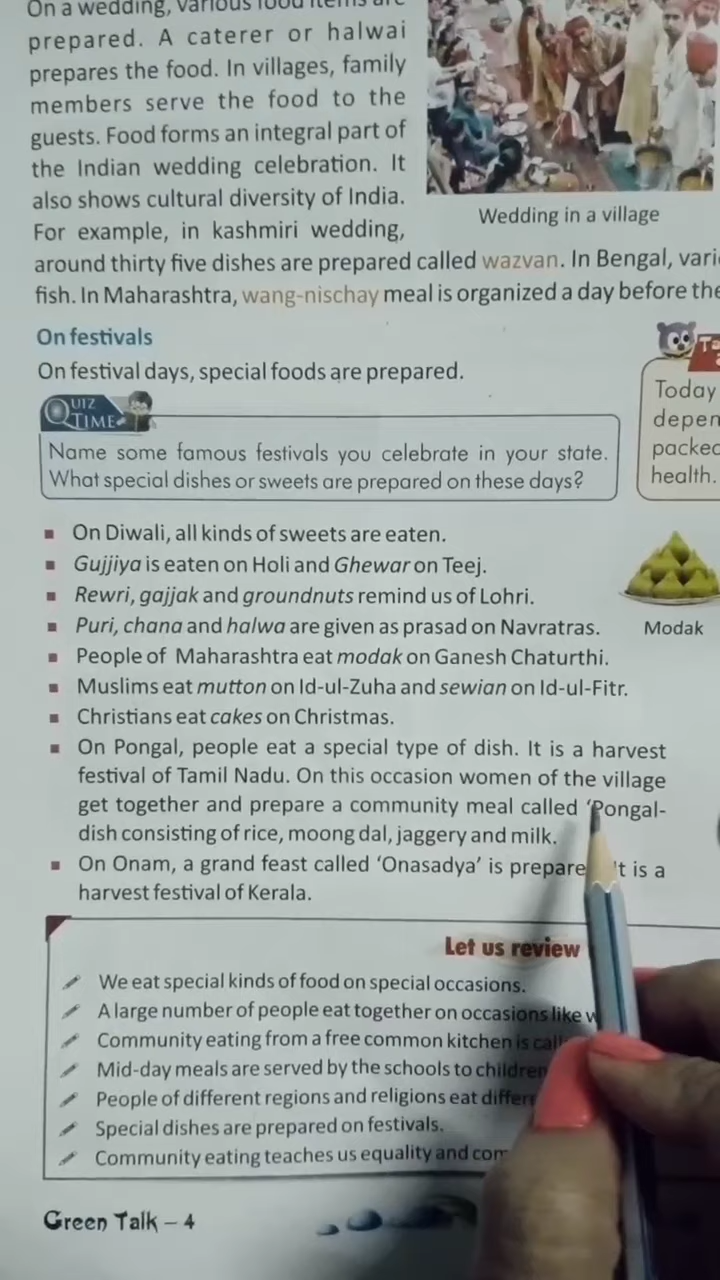 On a wedding, various food items are
prepared. A caterer or halwai
prepares the food. In villages, family
members serve the food to the
guests. Food forms an integral part of
the Indian wedding celebration. It
also shows cultural diversity of India.
For example, in kashmiri wedding,
Wedding in a village
around thirty five dishes are prepared called wazvan. In Bengal, vari
fish. In Maharashtra, wang-nischay meal is organized a day before the
On festivals
On festival days, special foods are prepared.
QUIZ
TIME
Name some famous festivals you celebrate in your state.
What special dishes or sweets are prepared on these days?
Today
depen
packed
health.
On Diwali, all kinds of sweets are eaten.
Gujjiya is eaten on Holi and Ghewar on Teej.
Rewri, gajjak and groundnuts remind us of Lohri.
Puri, chana and halwa are given as prasad on Navratras.
Modak
People of Maharashtra eat modak on Ganesh Chaturthi.
Muslims eat mutton on Id-ul-Zuha and sewian on Id-ul-Fitr.
Christians eat cakes on Christmas.
On Pongal, people eat a special type of dish. It is a harvest
festival of Tamil Nadu. On this occasion women of the village
get together and prepare a community meal called ‘Pongal-
dish consisting of rice, moong dal, jaggery and milk.
On Onam, a grand feast called ‘Onasadya’ is prepare It is a
harvest festival of Kerala.
Let us review
We eat special kinds of food on special occasions.
A large number of people eat together on occasions like w
Community eating from a free common kitchen is cal
Mid-day meals are served by the schools to children
People of different regions and religions eat differ
Special dishes are prepared on festivals.
Community eating teaches us equality and com
Green Talk – 4